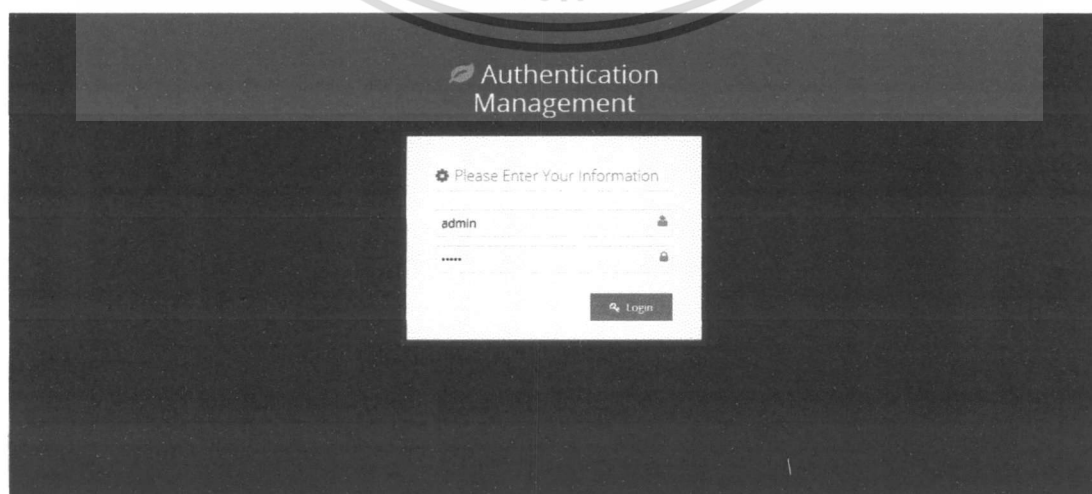 Authentication
Management
Please Enter Your Information
admin
•••••
Login